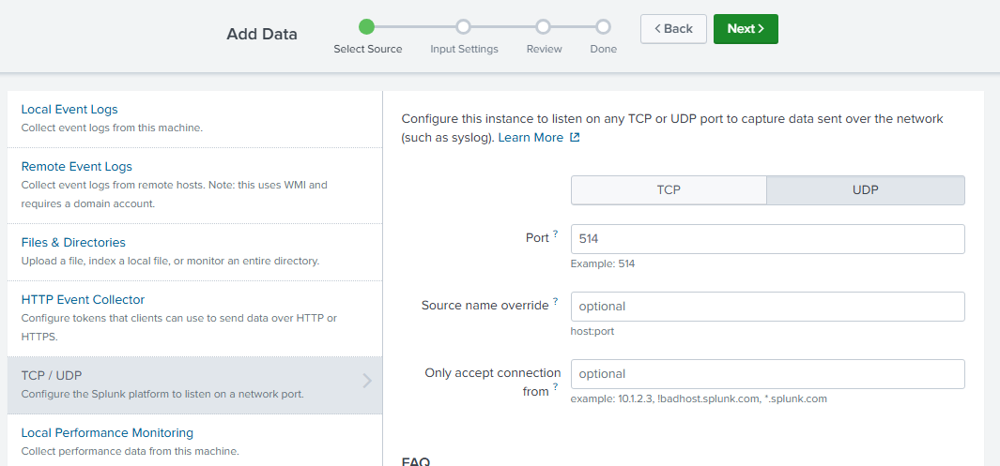 Add Data
Select Source
Input Settings
Review
Done
< Back
Next >
Local Event Logs
Collect event logs from this machine.
Remote Event Logs
Collect event logs from remote hosts. Note: this uses WMI and
requires a domain account.
Files & Directories
Upload a file, index a local file, or monitor an entire directory.
HTTP Event Collector
Configure tokens that clients can use to send data over HTTP or
HTTPS.
TCP / UDP
Configure the Splunk platform to listen on a network port.
Local Performance Monitoring
Collect performance data from this machine.
Configure this instance to listen on any TCP or UDP port to capture data sent over the network
(such as syslog). Learn More
TCP
UDP
Port ?
514
Example: 514
Source name override ?
optional
host:port
Only accept connection
from ?
optional
example: 10.1.2.3, !badhost.splunk.com, *.splunk.com
FAQ